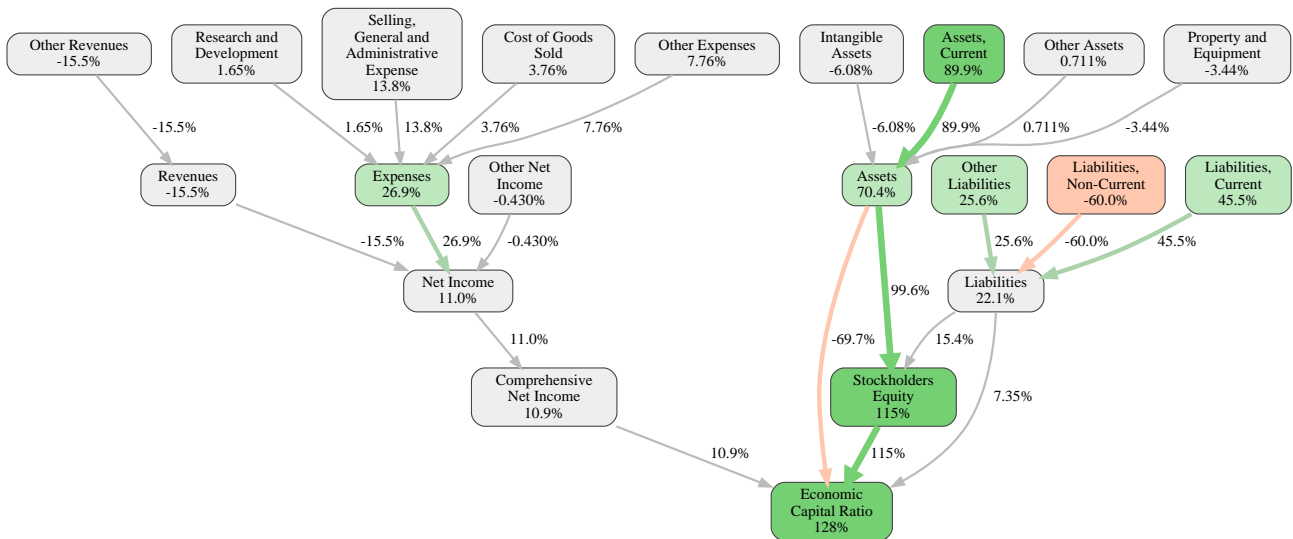 Other Revenues
-15.5%
Research and
Development
1.65%
Selling,
General and
Administrative
Expense
13.8%
Cost of Goods
Sold
3.76%
Other Expenses
7.76%
Intangible
Assets
-6.08%
Assets,
Current
89.9%
Other Assets
0.711%
Property and
Equipment
-3.44%
-15.5%
1.65%
13.8%
3.76%
7.76%
-6.08%
89.9%
0.711%
-3.44%
Revenues
-15.5%
Expenses
26.9%
Other Net
Income
-0.430%
Assets
70.4%
Other
Liabilities
25.6%
Liabilities,
Non-Current
-60.0%
Liabilities,
Current
45.5%
-15.5%
26.9%
-0.430%
25.6%
-60.0%
45.5%
Net Income
11.0%
99.6%
Liabilities
22.1%
11.0%
-69.7%
15.4%
Comprehensive
Net Income
10.9%
Stockholders
Equity
115%
7.35%
10.9%
115%
Economic
Capital Ratio
128%